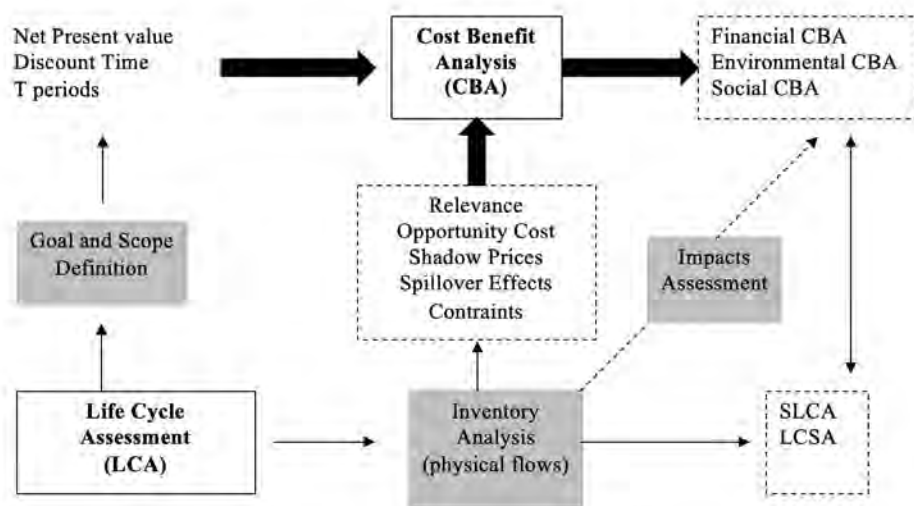 Net Present value
Discount Time
T periods
Cost Benefit
Analysis
(CBA)
Financial CBA
Environmental CBA
Social CBA
Goal and Scope
Definition
Relevance
Opportunity Cost
Shadow Prices
Spillover Effects
Contraints
Impacts
Assessment
Life Cycle
Assessment
(LCA)
Inventory
Analysis
(physical flows)
SLCA
LCSA